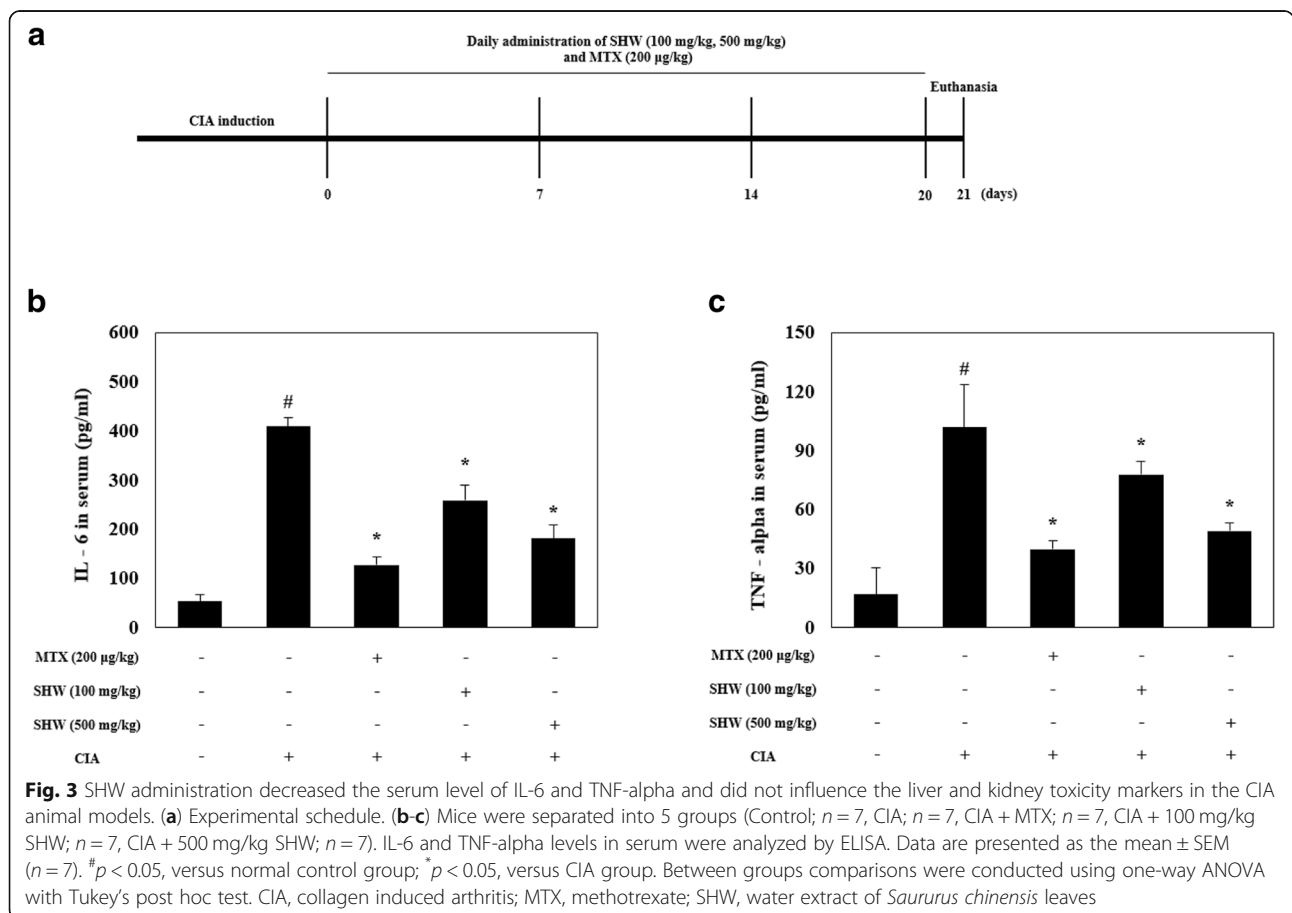 a
Daily administration of SHW (100 mg/kg, 500 mg/kg)
and MTX (200 µg/kg)
Euthanasia
CIA induction
0 7 14 20 21 (days)
b
600
500
400
300
200
100
0
IL - 6 in serum (pg/ml)
#
*
*
*
MTX (200 µg/kg) - - + - -
SHW (100 mg/kg) - - - + -
SHW (500 mg/kg) - - - - +
CIA - + + + +
c
150
120
90
60
30
0
TNF - alpha in serum (pg/ml)
#
*
*
*
MTX (200 µg/kg) - - + - -
SHW (100 mg/kg) - - - + -
SHW (500 mg/kg) - - - - +
CIA - + + + +
Fig. 3 SHW administration decreased the serum level of IL-6 and TNF-alpha and did not influence the liver and kidney toxicity markers in the CIA
animal models. (a) Experimental schedule. (b-c) Mice were separated into 5 groups (Control; n = 7, CIA; n = 7, CIA + MTX; n = 7, CIA + 100 mg/kg
SHW; n = 7, CIA + 500 mg/kg SHW; n = 7). IL-6 and TNF-alpha levels in serum were analyzed by ELISA. Data are presented as the mean ± SEM
(n = 7). #p < 0.05, versus normal control group; *p < 0.05, versus CIA group. Between groups comparisons were conducted using one-way ANOVA
with Tukey's post hoc test. CIA, collagen induced arthritis; MTX, methotrexate; SHW, water extract of Saururus chinensis leaves